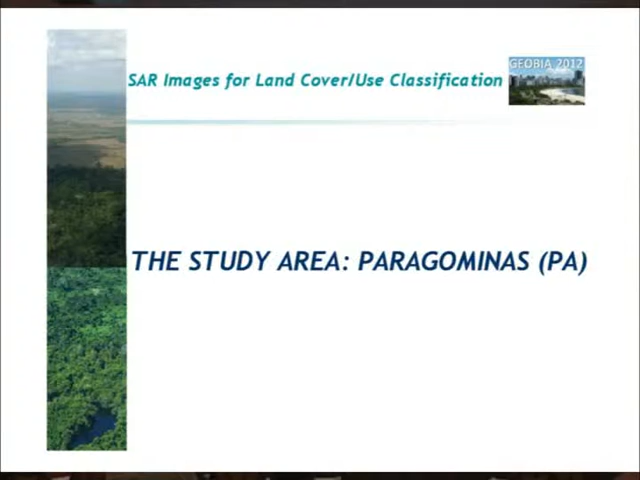 SAR Images for Land Cover/Use Classification
GEOBIA 2012
THE STUDY AREA: PARAGOMINAS (PA)